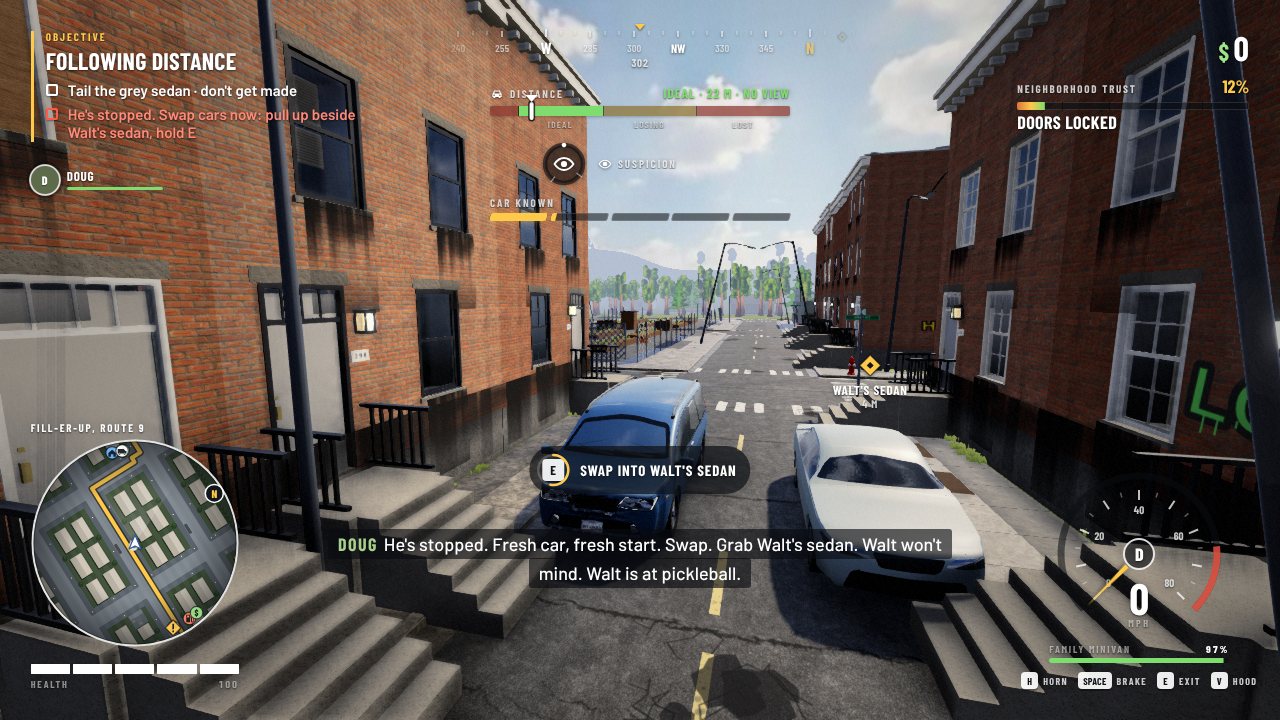 OBJECTIVE
FOLLOWING DISTANCE
Tail the grey sedan · don't get made
He's stopped. Swap cars now: pull up beside
Walt's sedan, hold E
D
DOUG
240 255 W 285 300 NW 330 345 N
302
DISTANCE
IDEAL · 22 M · NO VIEW
IDEAL LOSING LOST
SUSPICION
CAR KNOWN
$ 0
NEIGHBORHOOD TRUST 12%
DOORS LOCKED
WALT'S SEDAN
4 M
E SWAP INTO WALT'S SEDAN
DOUG He's stopped. Fresh car, fresh start. Swap. Grab Walt's sedan. Walt won't
mind. Walt is at pickleball.
FILL-ER-UP, ROUTE 9
N
$
!
HEALTH 100
20 40 60 80
D
0
MPH
FAMILY MINIVAN 97%
H HORN SPACE BRAKE E EXIT V HOOD